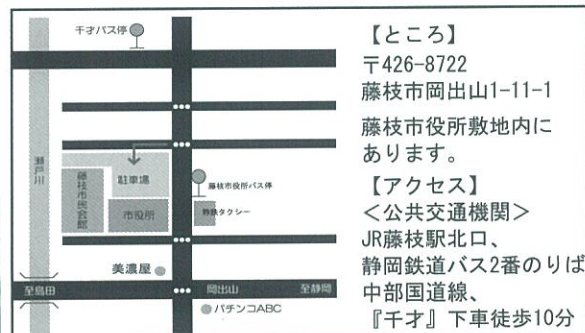 千才バス停
瀬戸川
藤枝市民会館
駐車場
市役所
藤枝市役所バス停
静鉄タクシー
美濃屋
至島田
岡出山
至静岡
パチンコABC
【ところ】
〒426-8722
藤枝市岡出山1-11-1
藤枝市役所敷地内に
あります。
【アクセス】
<公共交通機関>
JR藤枝駅北口、
静岡鉄道バス2番のりば
中部国道線、
『千才』下車徒歩10分